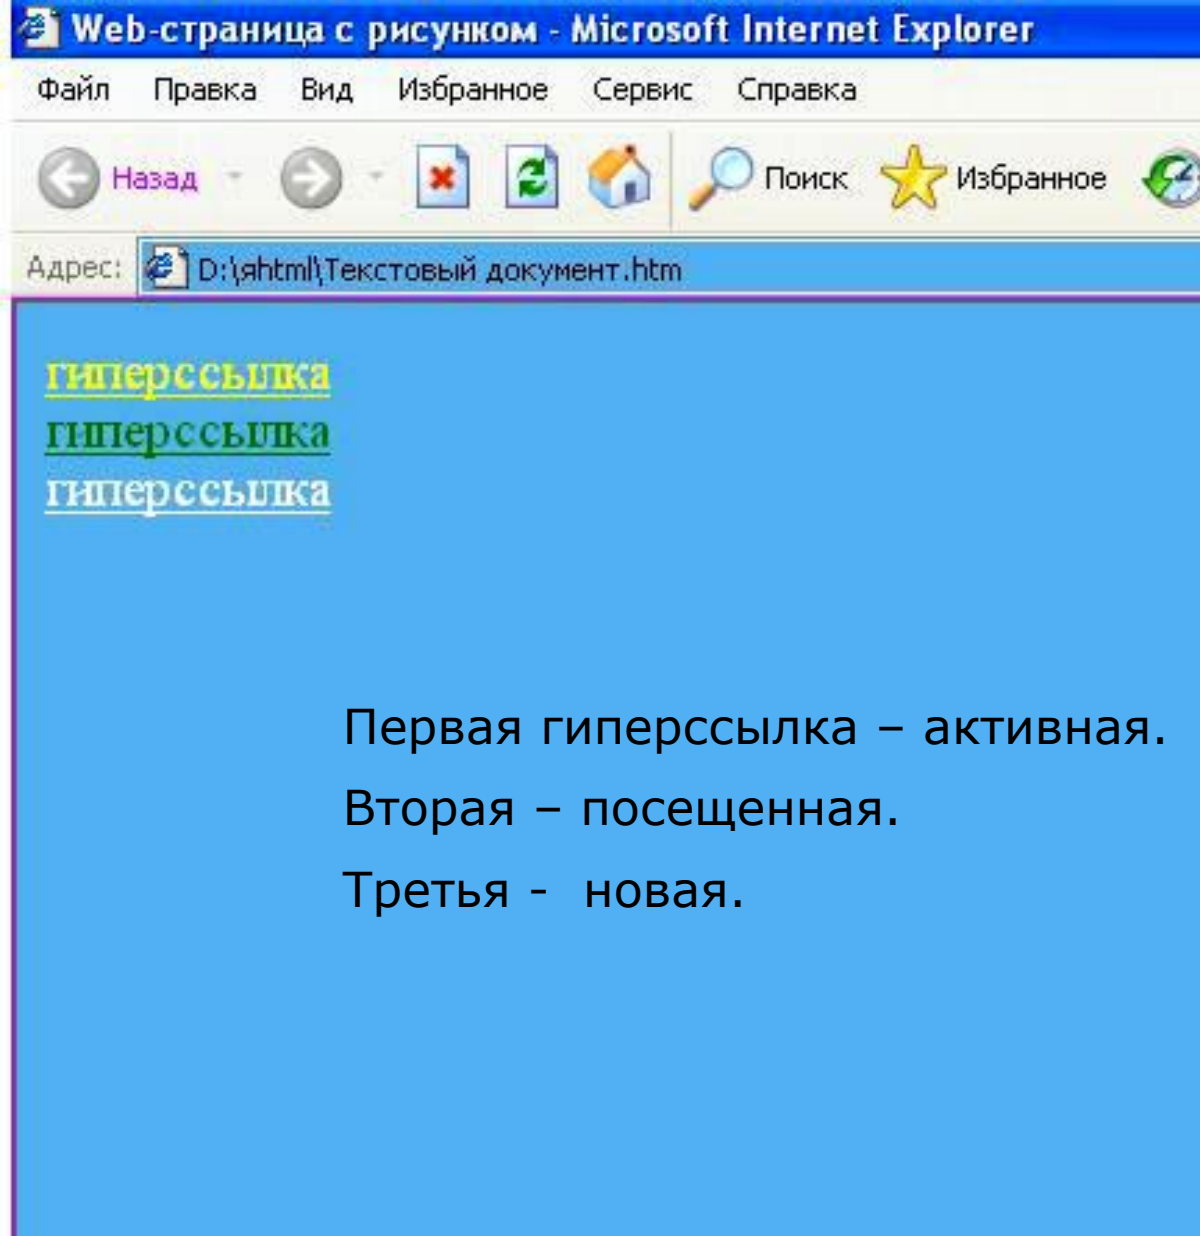 Web-страница с рисунком - Microsoft Internet Explorer
Файл Правка Вид Избранное Сервис Справка
Назад Поиск Избранное
Адрес: D:\яhtml\Текстовый документ.htm
гиперссылка
гиперссылка
гиперссылка
Первая гиперссылка – активная.
Вторая – посещенная.
Третья - новая.